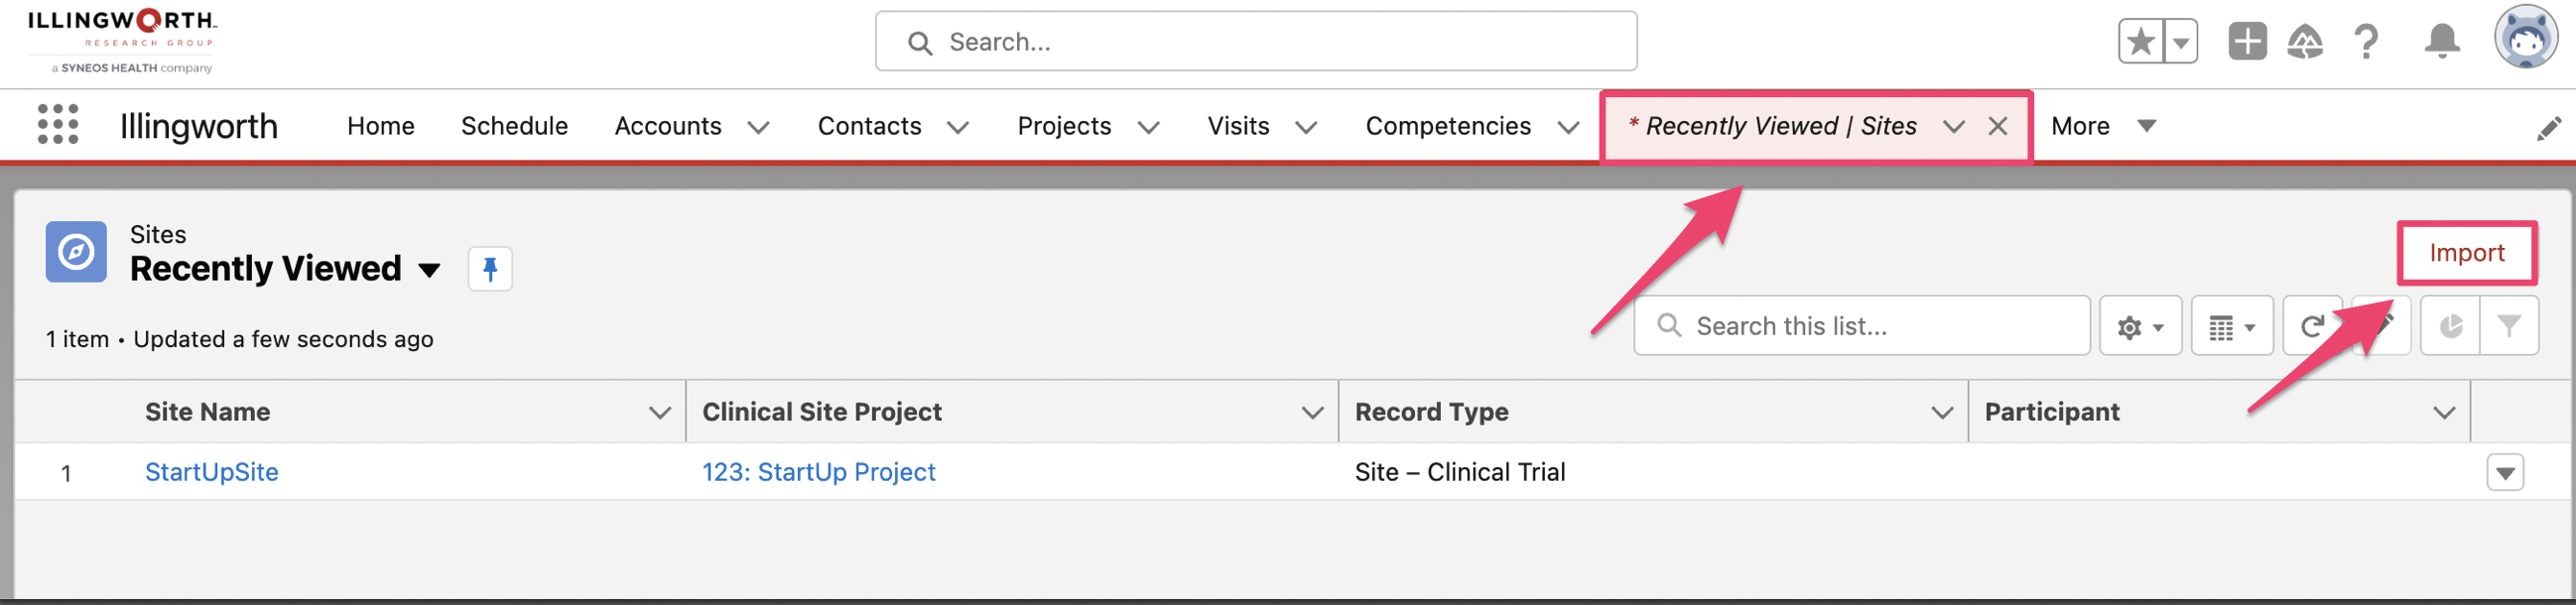 ILLINGWORTH
RESEARCH GROUP
a SYNEOS HEALTH company
Search...
Illingworth
Home
Schedule
Accounts
Contacts
Projects
Visits
Competencies
* Recently Viewed | Sites
More
Sites
Recently Viewed
Import
1 item • Updated a few seconds ago
Search this list...
Site Name
Clinical Site Project
Record Type
Participant
1
StartUpSite
123: StartUp Project
Site – Clinical Trial